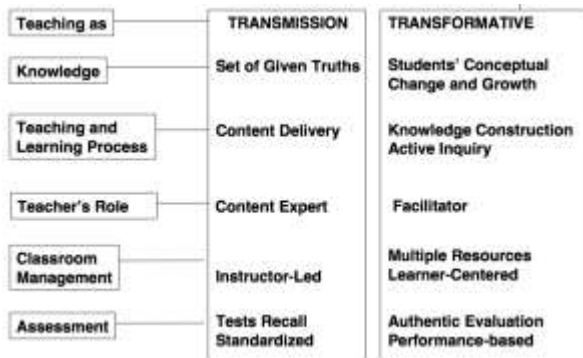 Teaching as
TRANSMISSION
TRANSFORMATIVE
Knowledge
Set of Given Truths
Students' Conceptual
Change and Growth
Teaching and
Learning Process
Content Delivery
Knowledge Construction
Active Inquiry
Teacher's Role
Content Expert
Facilitator
Classroom
Management
Instructor-Led
Multiple Resources
Learner-Centered
Assessment
Tests Recall
Standardized
Authentic Evaluation
Performance-based